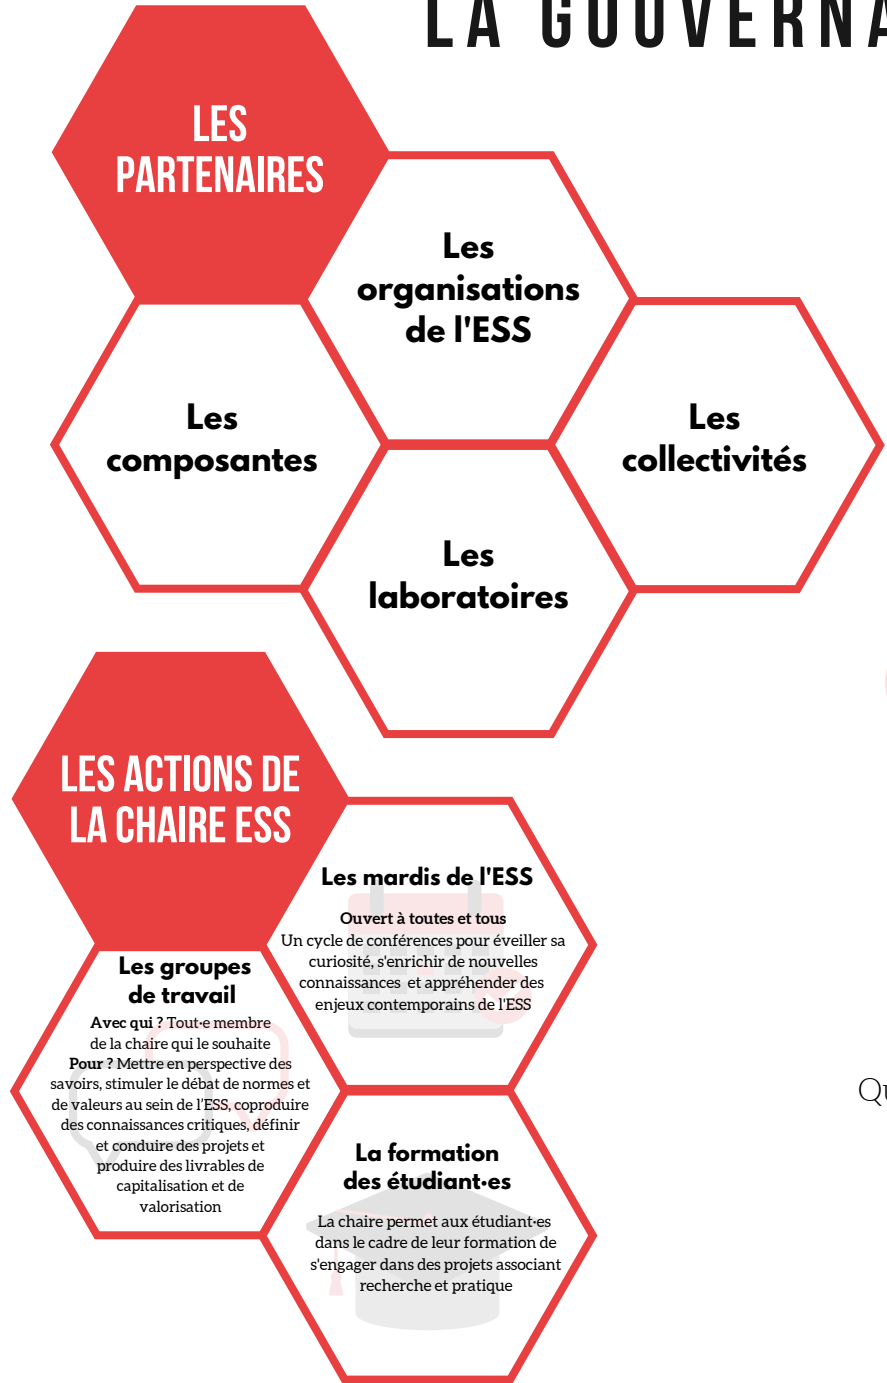 LA GOUVERNA
LES
PARTENAIRES
Les
organisations
de l'ESS
Les
composantes
Les
collectivités
Les
laboratoires
LES ACTIONS DE
LA CHAIRE ESS
Les mardis de l'ESS
Ouvert à toutes et tous
Un cycle de conférences pour éveiller sa
curiosité, s'enrichir de nouvelles
connaissances et appréhender des
enjeux contemporains de l'ESS
Les groupes
de travail
Avec qui ? Tout·e membre
de la chaire qui le souhaite
Pour ? Mettre en perspective des
savoirs, stimuler le débat de normes et
de valeurs au sein de l'ESS, coproduire
des connaissances critiques, définir
et conduire des projets et
produire des livrables de
capitalisation et de
valorisation
Qu
La formation
des étudiant·es
La chaire permet aux étudiant·es
dans le cadre de leur formation de
s'engager dans des projets associant
recherche et pratique